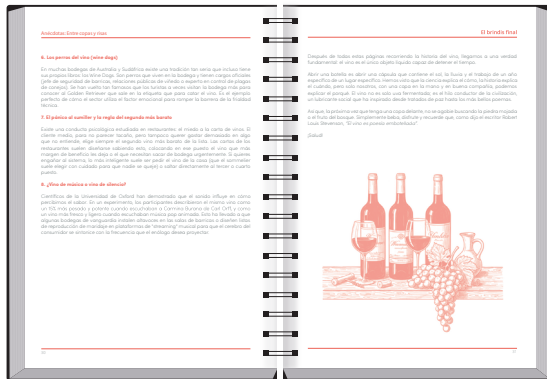 Anécdotas: Entre copas y risas
6. Los perros del vino (wine dogs)
En muchas bodegas de Australia y Sudáfrica existe una tradición tan seria que incluso tiene
sus propios libros: los Wine Dogs. Son perros que viven en la bodega y tienen cargos oficiales
(jefe de seguridad de barricas, relaciones públicas de viñedo o experto en control de plagas
de conejos). Se han vuelto tan famosos que los turistas a veces visitan la bodega más para
conocer al Golden Retriever que sale en la etiqueta que para catar el vino. Es el ejemplo
perfecto de cómo el sector utiliza el factor emocional para romper la barrera de la frialdad
técnica.
7. El pánico al sumiller y la regla del segundo más barato
Existe una conducta psicológica estudiada en restaurantes: el miedo a la carta de vinos. El
cliente medio, para no parecer tacaño, pero tampoco querer gastar demasiado en algo
que no entiende, elige siempre el segundo vino más barato de la lista. Las cartas de los
restaurantes suelen diseñarse sabiendo esto, colocando en ese puesto el vino que más
margen de beneficio les deja o el que necesitan sacar de bodega urgentemente. Si quieres
engañar al sistema, lo más inteligente suele ser pedir el vino de la casa (que el sommelier
suele elegir con cuidado para que nadie se queje) o saltar directamente al tercer o cuarto
puesto.
8. ¿Vino de música o vino de silencio?
Científicos de la Universidad de Oxford han demostrado que el sonido influye en cómo
percibimos el sabor. En un experimento, los participantes describieron el mismo vino como
un tinto más pesado y potente cuando escuchaban a Carmina Burana de Carl Orff, y como
un vino más fresco y ligero cuando escuchaban música pop animada. Esto ha llevado a que
algunas bodegas de vanguardia instalen altavoces en las salas de barricas o diseñen listas
de reproducción de maridaje en plataformas de "streaming" musical para que el cerebro del
consumidor se sintonice con la frecuencia que el enólogo desea proyectar.
El brindis final
Después de todas estas páginas recorriendo la historia del vino, llegamos a una verdad
fundamental: el vino es el único objeto líquido capaz de detener el tiempo.
Abrir una botella es abrir una cápsula que contiene el sol, la lluvia y el trabajo de un año
específico de un lugar específico. Hemos visto que la ciencia explica el cómo, la historia explica
el cuándo, pero solo nosotros, con una copa en la mano y en buena compañía, podemos
explicar el porqué. El vino no es solo uva fermentada; es el hilo conductor de la civilización,
un lubricante social que ha inspirado desde tratados de paz hasta los más bellos poemas.
Así que, la próxima vez que tenga una copa delante, no se agobie buscando la piedra mojada
o el fruto del bosque. Simplemente beba, disfrute y recuerde que, como dijo el escritor Robert
Louis Stevenson, "El vino es poesía embotellada".
¡Salud!